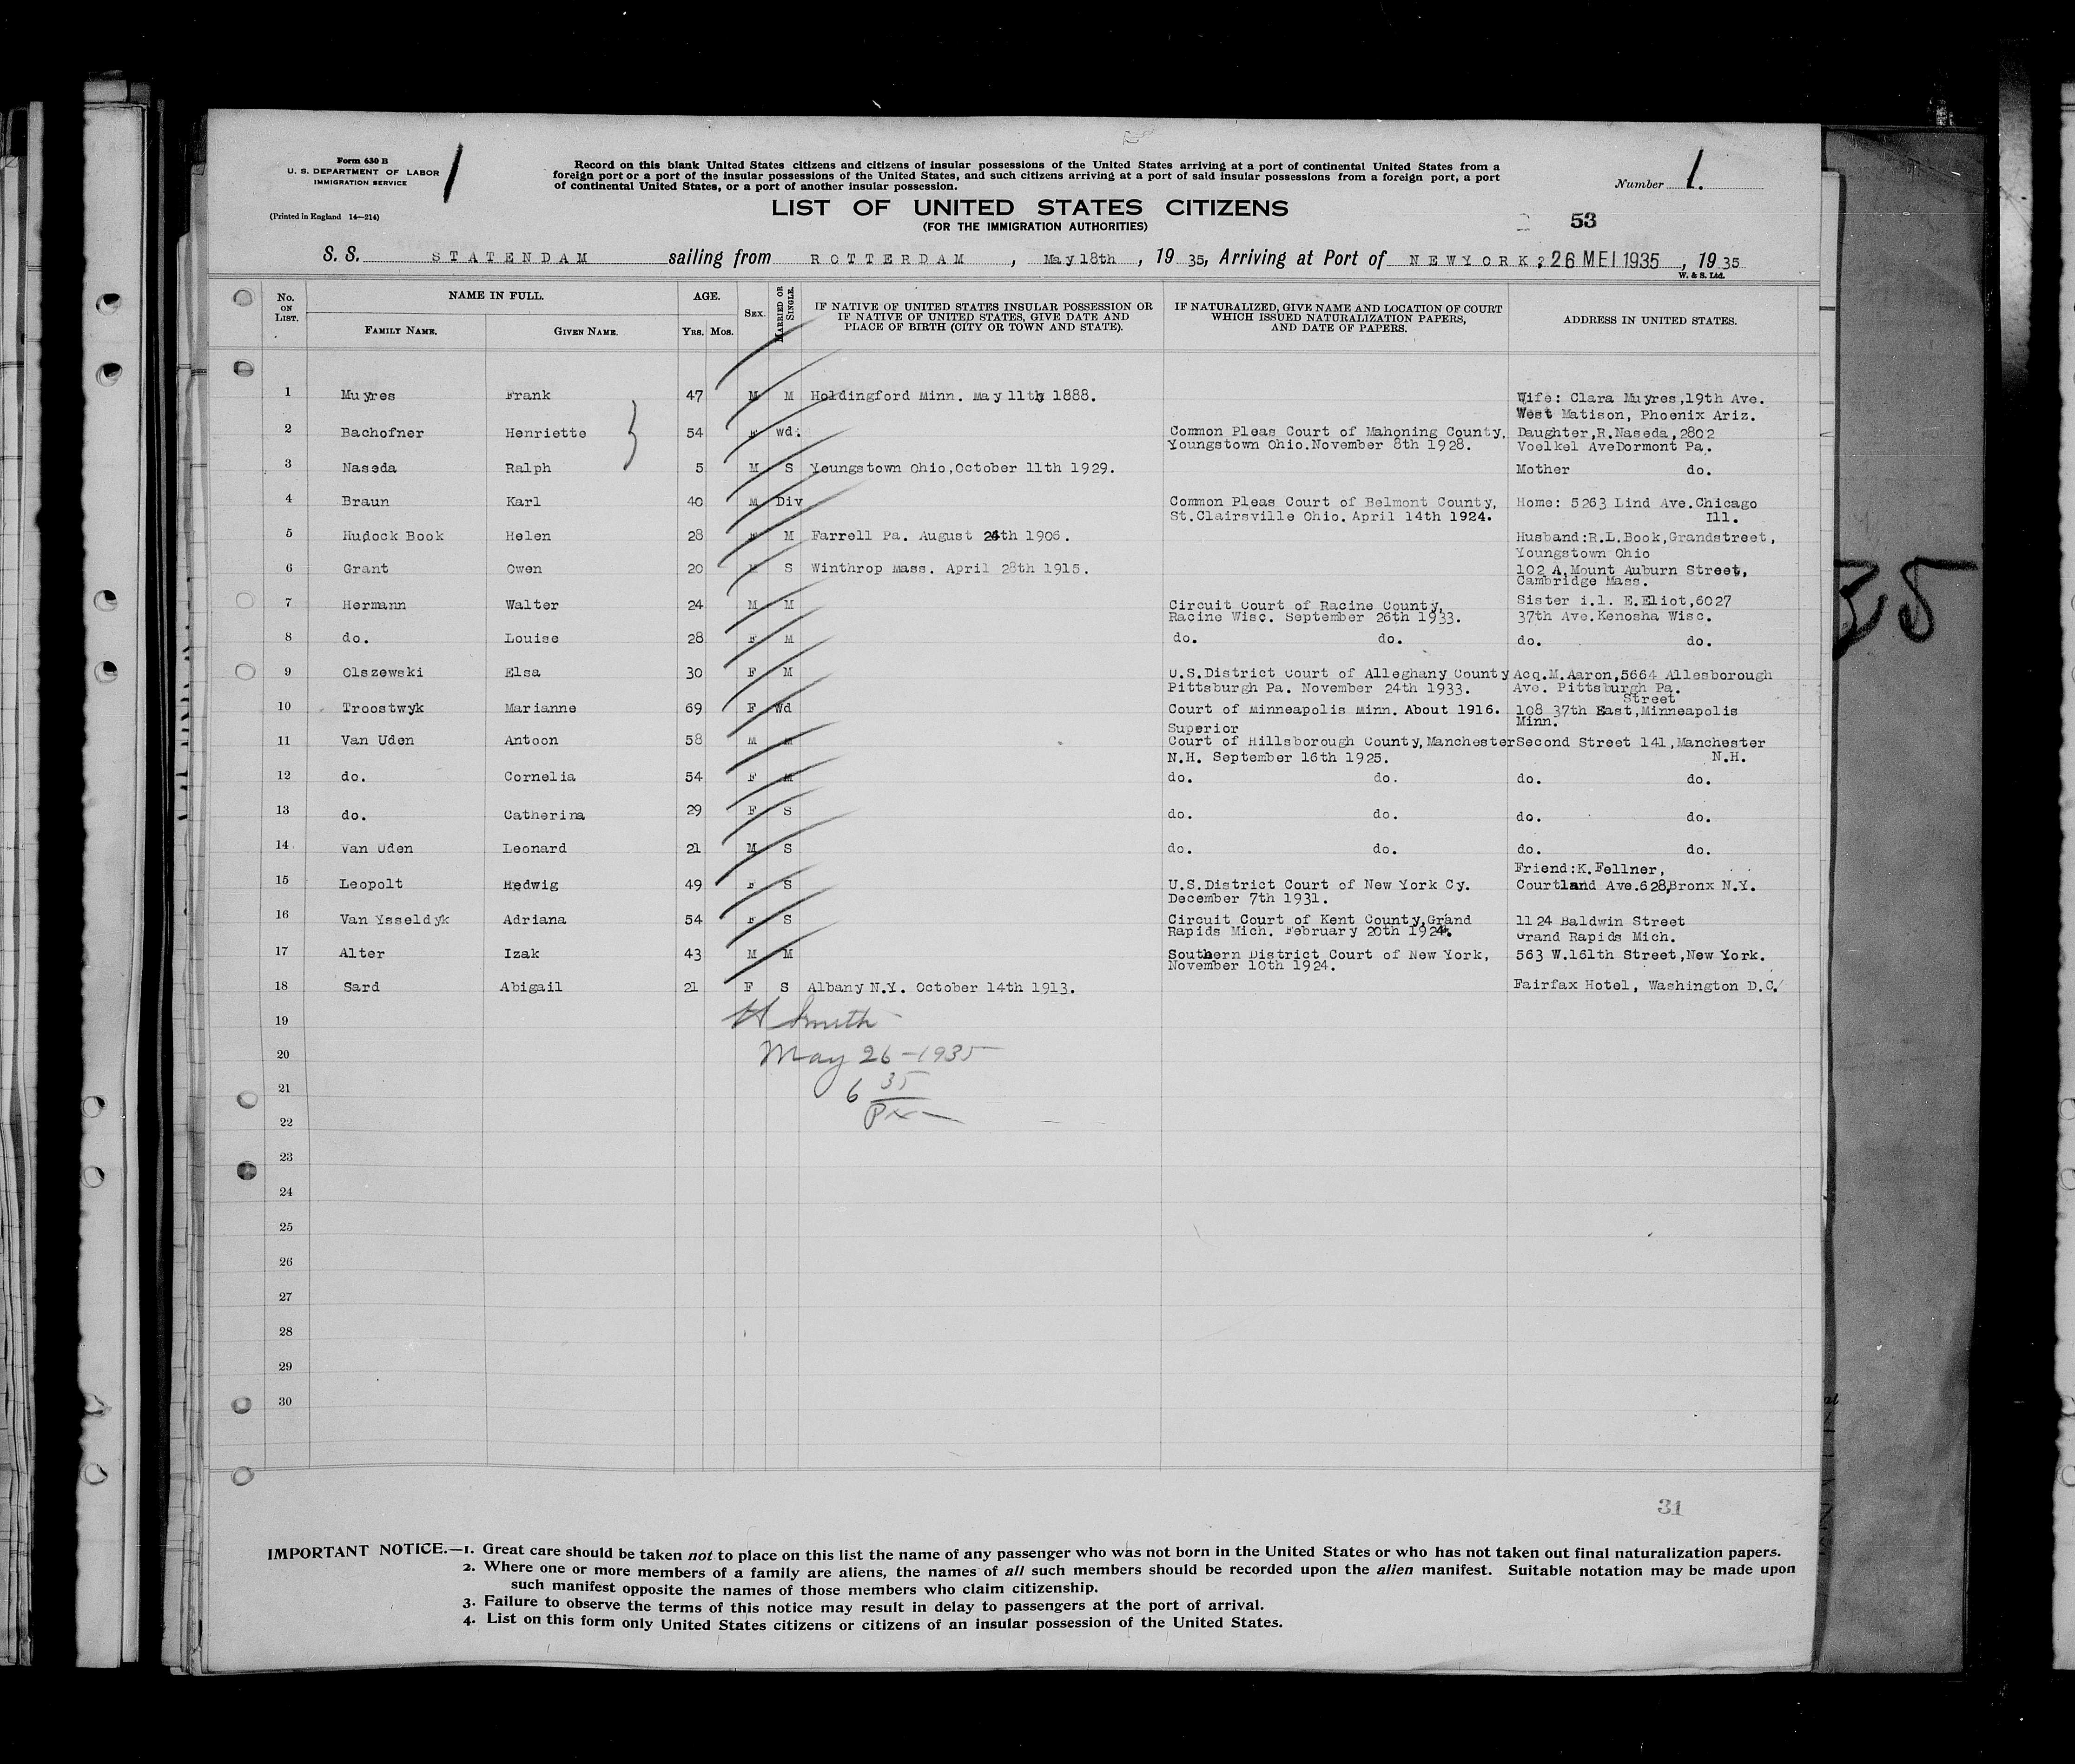 Form 630 B
U. S. DEPARTMENT OF LABOR
IMMIGRATION SERVICE
(Printed in England 14—214)
1
Record on this blank United States citizens and citizens of insular possessions of the United States arriving at a port of continental United States from a
foreign port or a port of the insular possessions of the United States, and such citizens arriving at a port of said insular possessions from a foreign port, a port
of continental United States, or a port of another insular possession.
Number 1.
LIST OF UNITED STATES CITIZENS
(FOR THE IMMIGRATION AUTHORITIES)
53
S. S. STATENDAM sailing from ROTTERDAM, May 18th, 19 35, Arriving at Port of NEWYORK, 26 MEI 1935, 19 35
W. & S. Ltd.
No. ON LIST. NAME IN FULL. FAMILY NAME. GIVEN NAME. AGE. YRS. MOS. SEX. MARRIED OR SINGLE. IF NATIVE OF UNITED STATES INSULAR POSSESSION OR IF NATIVE OF UNITED STATES, GIVE DATE AND PLACE OF BIRTH (CITY OR TOWN AND STATE). IF NATURALIZED, GIVE NAME AND LOCATION OF COURT WHICH ISSUED NATURALIZATION PAPERS, AND DATE OF PAPERS. ADDRESS IN UNITED STATES.
1 Muyres Frank 47 M M Holdingford Minn. May 11th 1888. Wife: Clara Muyres,19th Ave.
West Matison, Phoenix Ariz.
2 Bachofner Henriette 54 F Wd. Common Pleas Court of Mahoning County, Daughter,R.Naseda,2802
Youngstown Ohio.November 8th 1928. Voelkel AveDormont Pa.
3 Naseda Ralph 5 M S Youngstown Ohio,October 11th 1929. Mother do.
4 Braun Karl 40 M Div Common Pleas Court of Belmont County, Home: 5263 Lind Ave.Chicago
St.Clairsville Ohio. April 14th 1924. Ill.
5 Hudock Book Helen 28 F M Farrell Pa. August 24th 1906. Husband:R.L.Book,Grandstreet,
Youngstown Ohio
6 Grant Owen 20 M S Winthrop Mass. April 28th 1915. 102 A,Mount Auburn Street,
Cambridge Mass.
7 Hermann Walter 24 M M Circuit Court of Racine County, Sister i.l. E.Eliot,6027
Racine Wisc. September 26th 1933. 37th Ave.Kenosha Wisc.
8 do. Louise 28 F M do. do. do. do.
9 Olszewski Elsa 30 F M U.S.District Court of Alleghany County Acq.M.Aaron,5664 Allesborough
Pittsburgh Pa. November 24th 1933. Ave. Pittsburgh Pa.
Street
10 Troostwyk Marianne 69 F Wd Court of Minneapolis Minn. About 1916. 108 37th East,Minneapolis
Minn.
Superior
11 Van Uden Antoon 58 M M Court of Hillsborough County,Manchester Second Street 141,Manchester
N.H. September 16th 1925. N.H.
12 do. Cornelia 54 F M do. do. do. do.
13 do. Catherina 29 F S do. do. do. do.
14 Van Uden Leonard 21 M S do. do. do. do.
Friend:K.Fellner,
15 Leopolt Hedwig 49 F S U.S.District Court of New York Cy. Courtland Ave.628,Bronx N.Y.
December 7th 1931.
16 Van Ysseldyk Adriana 54 F S Circuit Court of Kent County,Grand 1124 Baldwin Street
Rapids Mich. February 20th 1924. Grand Rapids Mich.
17 Alter Izak 43 M M Southern District Court of New York, 563 W.161th Street,New York.
November 10th 1924.
18 Sard Abigail 21 F S Albany N.Y. October 14th 1913. Fairfax Hotel, Washington D.C.
19 H Smith
20 May 26-1935
21 6 35
22
23
24
25
26
27
28
29
30
31
IMPORTANT NOTICE.—1. Great care should be taken not to place on this list the name of any passenger who was not born in the United States or who has not taken out final naturalization papers.
2. Where one or more members of a family are aliens, the names of all such members should be recorded upon the alien manifest. Suitable notation may be made upon
such manifest opposite the names of those members who claim citizenship.
3. Failure to observe the terms of this notice may result in delay to passengers at the port of arrival.
4. List on this form only United States citizens or citizens of an insular possession of the United States.